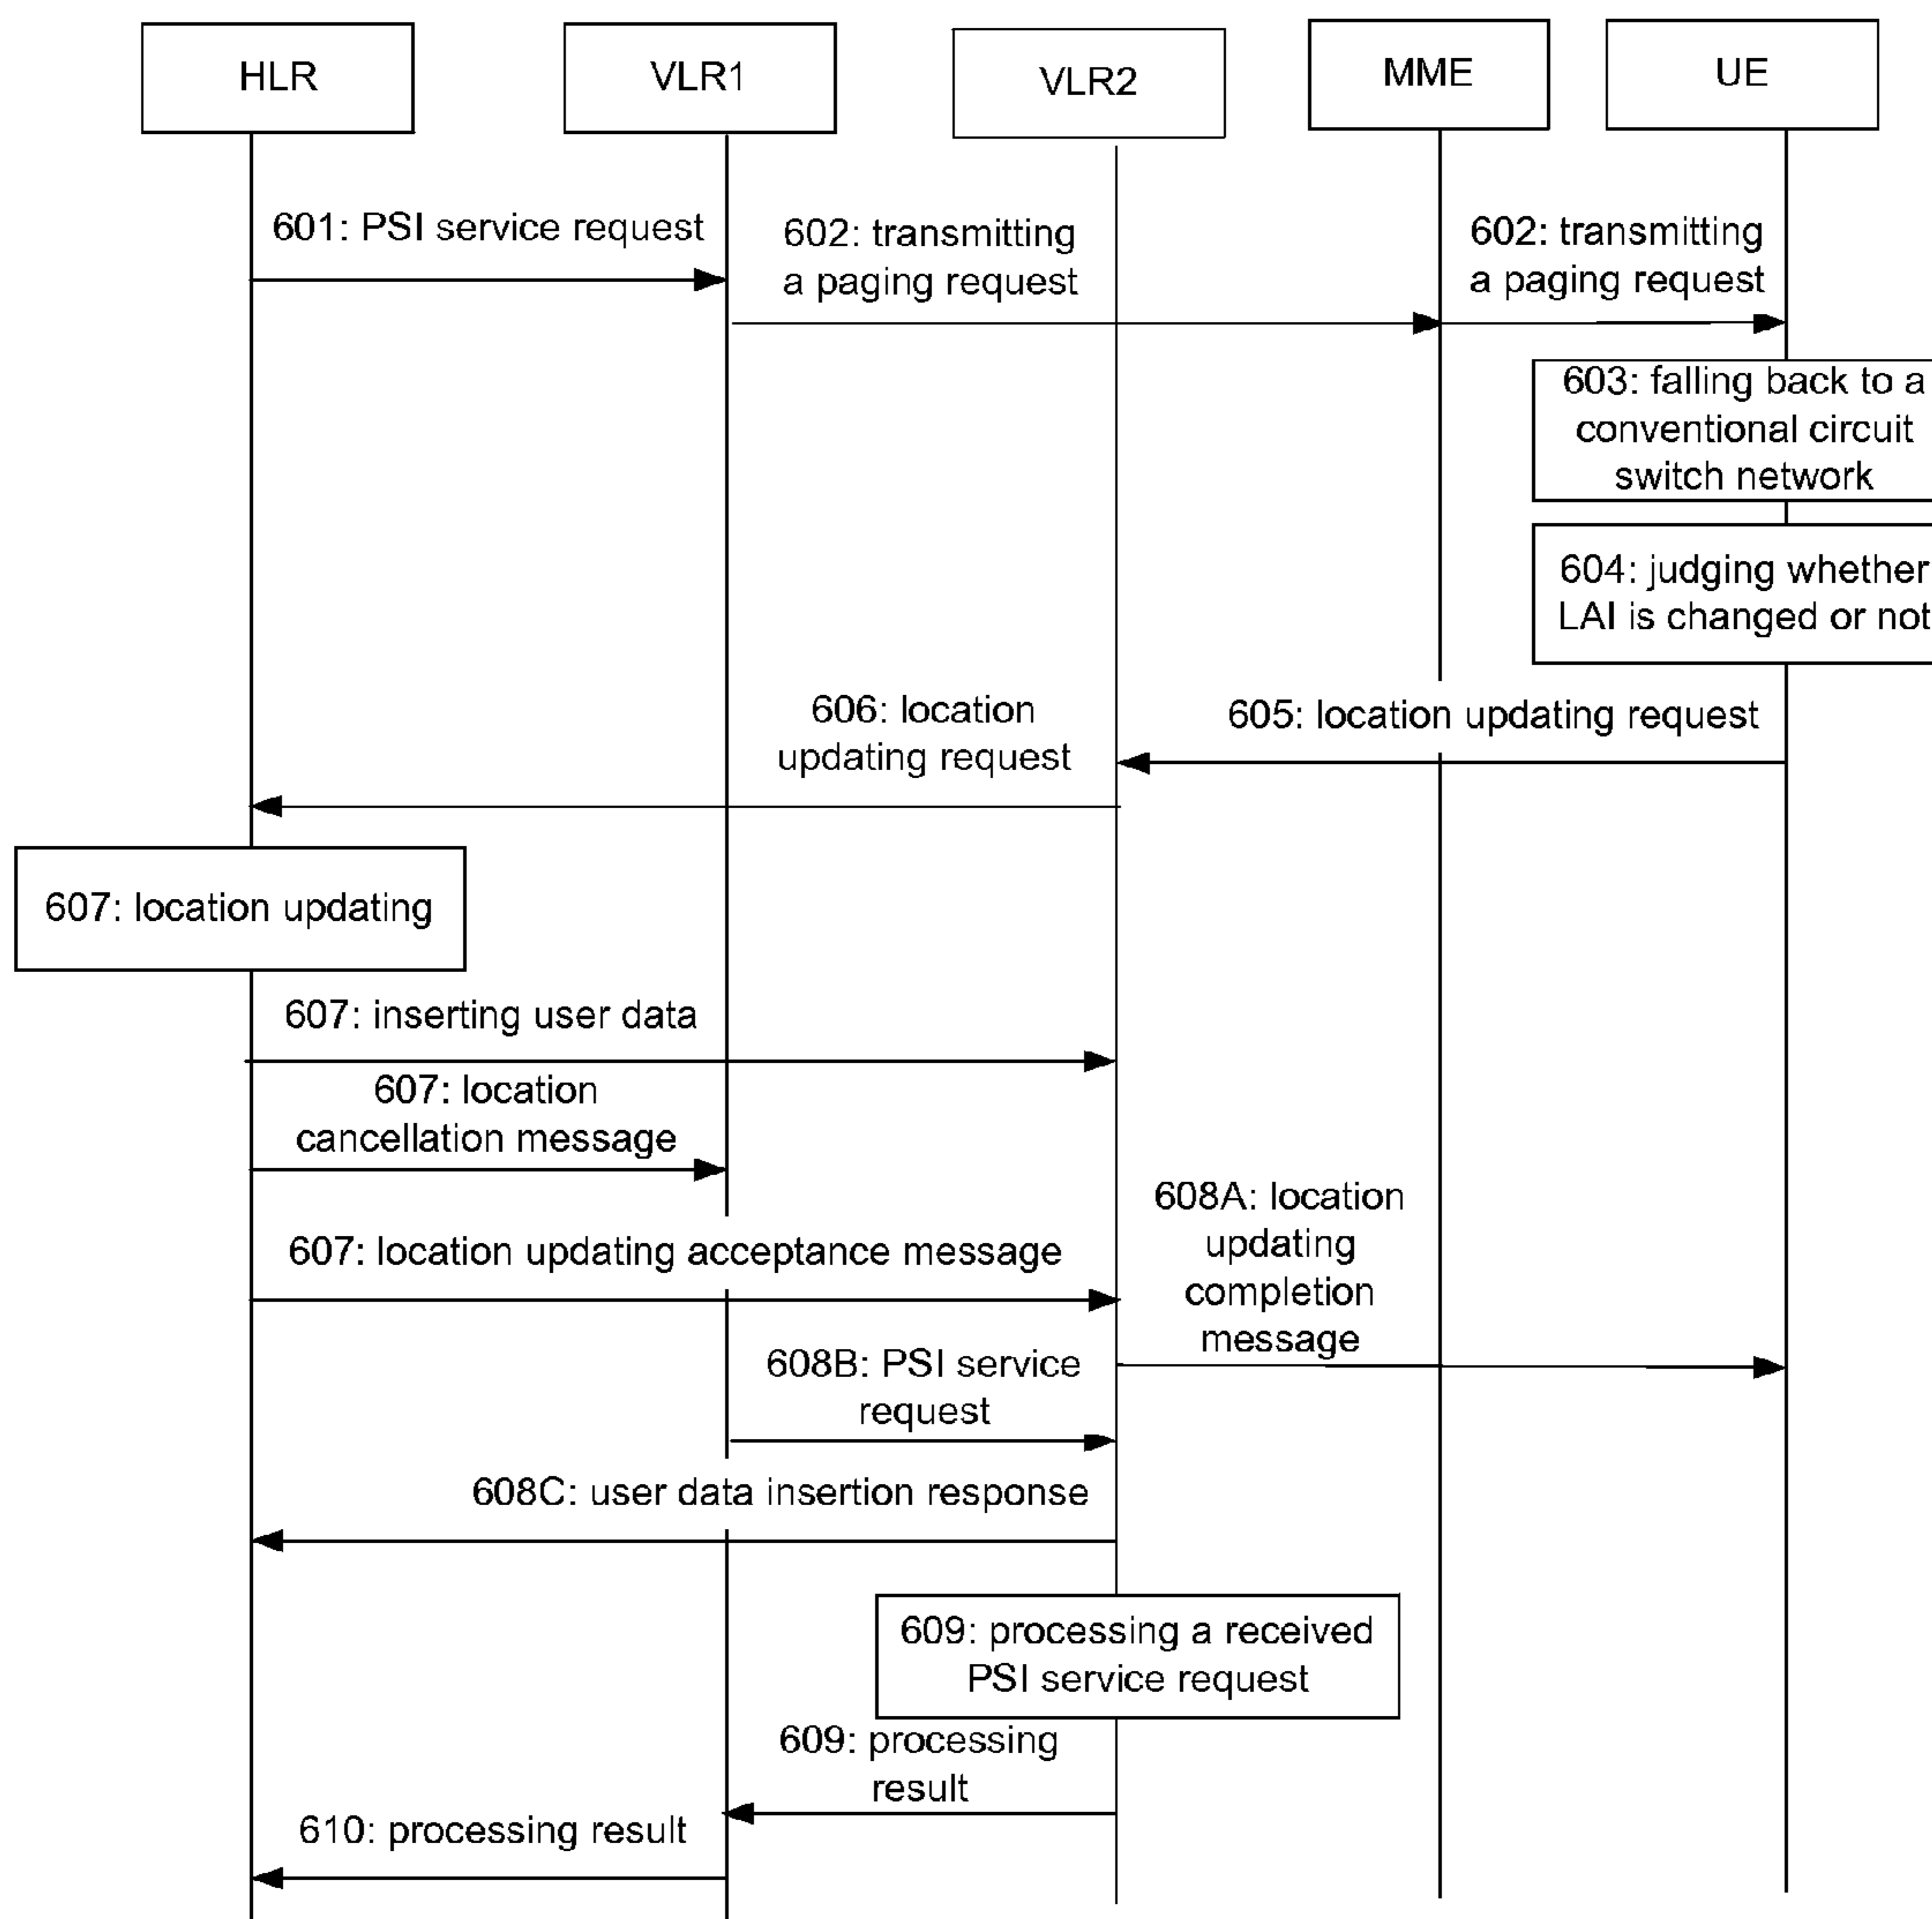 HLR
VLR1
VLR2
MME
UE
601: PSI service request
602: transmitting
a paging request
602: transmitting
a paging request
603: falling back to a
conventional circuit
switch network
604: judging whether
LAI is changed or not
605: location updating request
606: location
updating request
607: location updating
607: inserting user data
607: location
cancellation message
607: location updating acceptance message
608A: location
updating
completion
message
608B: PSI service
request
608C: user data insertion response
609: processing a received
PSI service request
609: processing
result
610: processing result